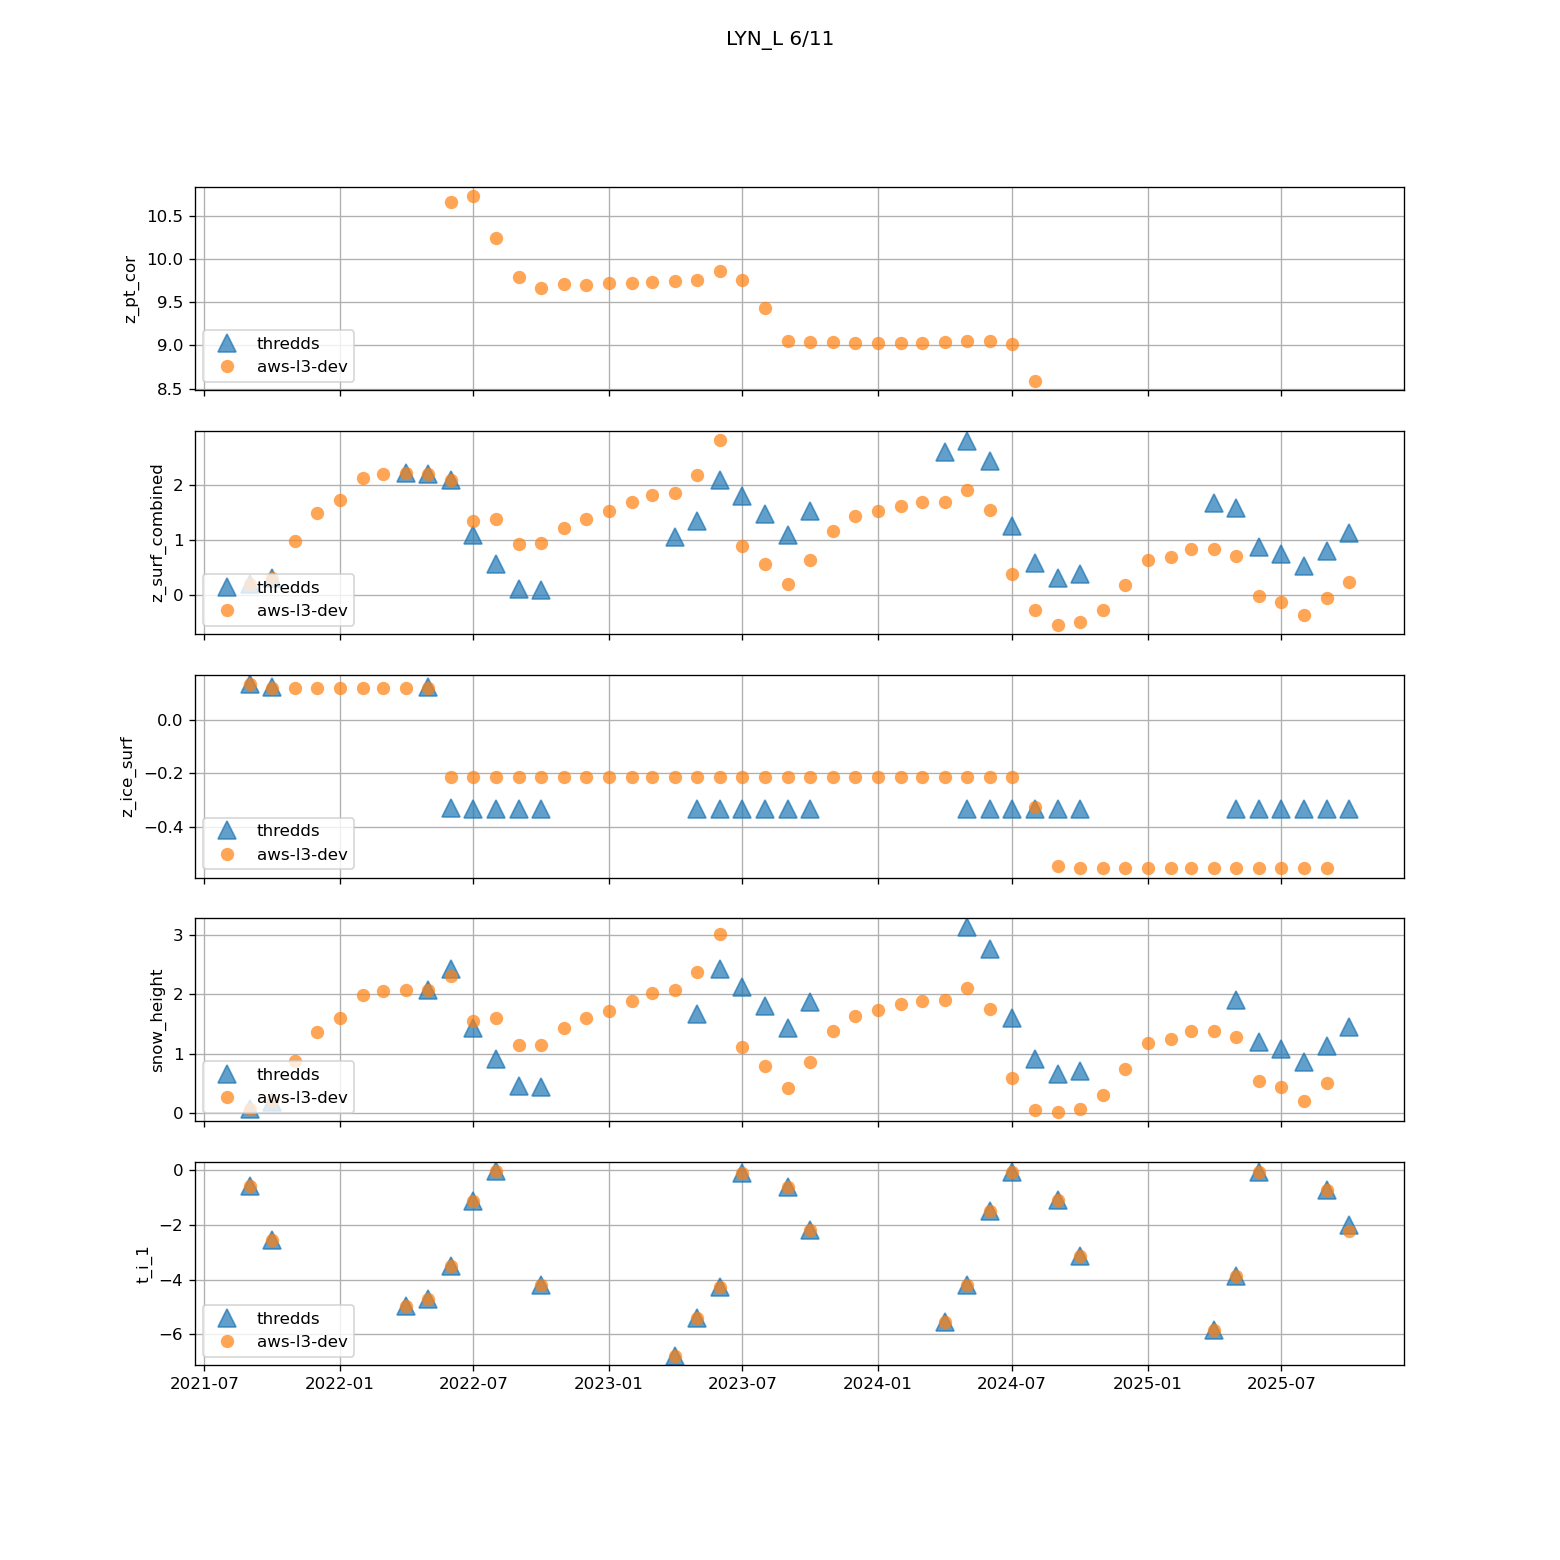 LYN_L 6/11
z_pt_cor
10.5
10.0
9.5
9.0
8.5
thredds
aws-l3-dev
z_surf_combined
2
1
0
thredds
aws-l3-dev
z_ice_surf
0.0
−0.2
−0.4
thredds
aws-l3-dev
snow_height
3
2
1
0
thredds
aws-l3-dev
t_i_1
0
−2
−4
−6
thredds
aws-l3-dev
2021-07 2022-01 2022-07 2023-01 2023-07 2024-01 2024-07 2025-01 2025-07